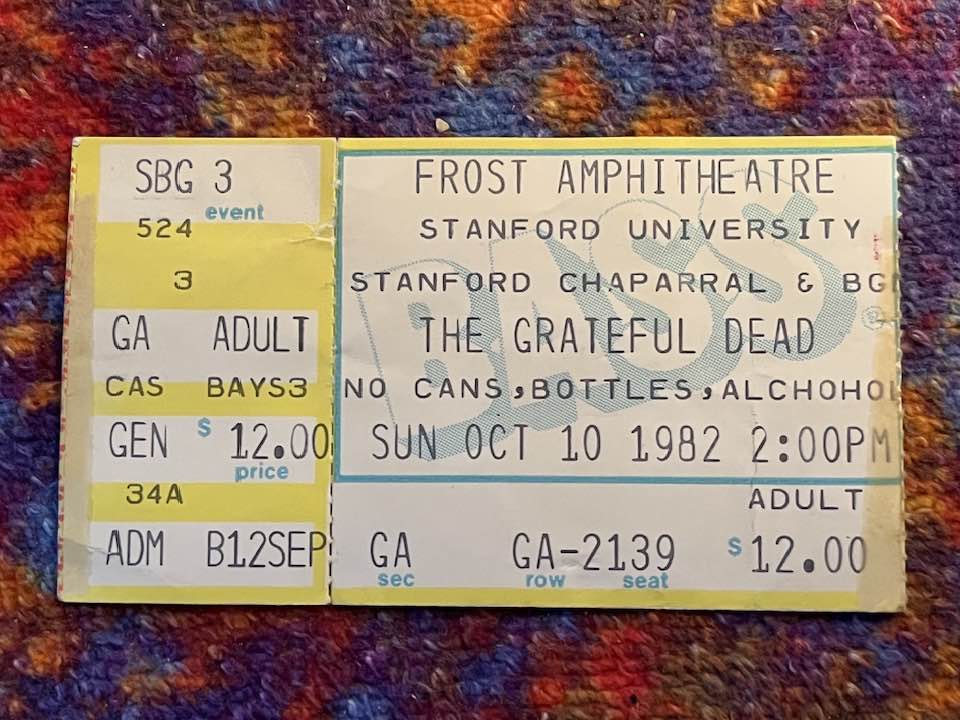 SBG 3
event
524
3
GA ADULT
CAS BAYS3
GEN $ 12.00
price
34A
ADM B12SEP
BASS ®
FROST AMPHITHEATRE
STANFORD UNIVERSITY
STANFORD CHAPARRAL &
THE GRATEFUL DEAD
NO CANS,BOTTLES,ALCHOHOL
SUN OCT 10 1982 2:00PM
ADULT
GA GA-2139 $ 12.00
sec row seat